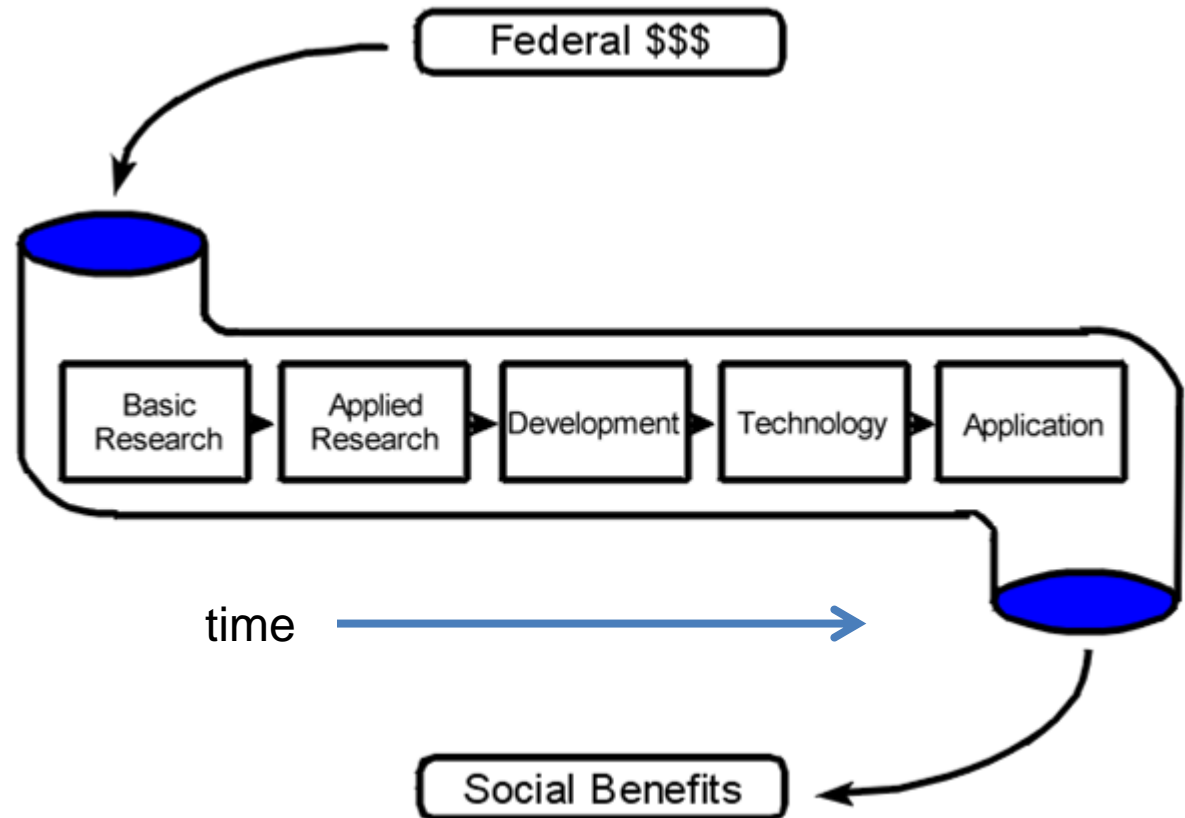 Federal $$$
Basic
Research
Applied
Research
Development
Technology
Application
time
Social Benefits